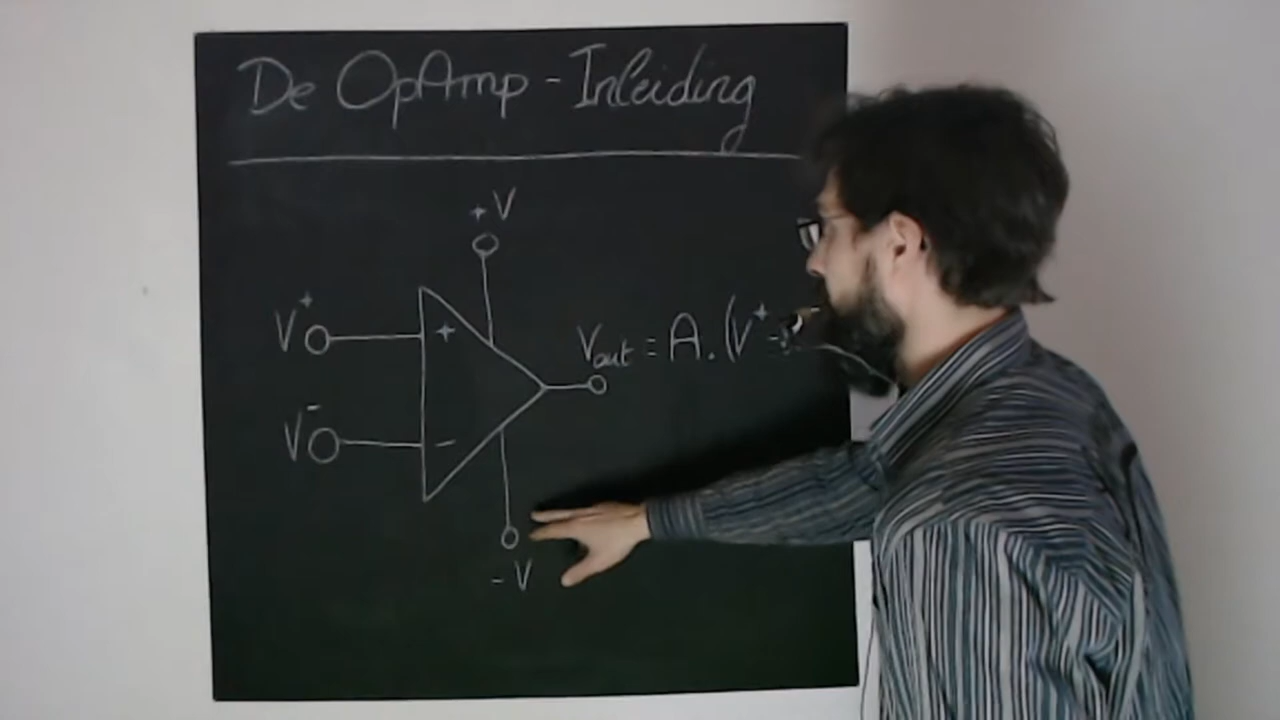 De OpAmp - Inleiding
+V
V⁺
+
Vout = A.(V⁺ -
V⁻
-
-V